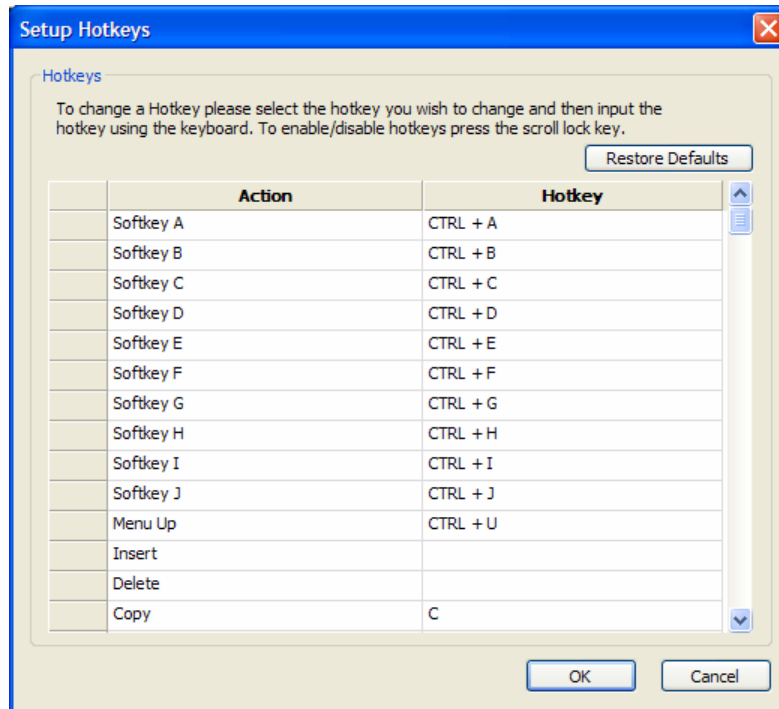 Setup Hotkeys
Hotkeys
To change a Hotkey please select the hotkey you wish to change and then input the
hotkey using the keyboard. To enable/disable hotkeys press the scroll lock key.
Restore Defaults
Action Hotkey
Softkey A CTRL + A
Softkey B CTRL + B
Softkey C CTRL + C
Softkey D CTRL + D
Softkey E CTRL + E
Softkey F CTRL + F
Softkey G CTRL + G
Softkey H CTRL + H
Softkey I CTRL + I
Softkey J CTRL + J
Menu Up CTRL + U
Insert
Delete
Copy C
OK Cancel